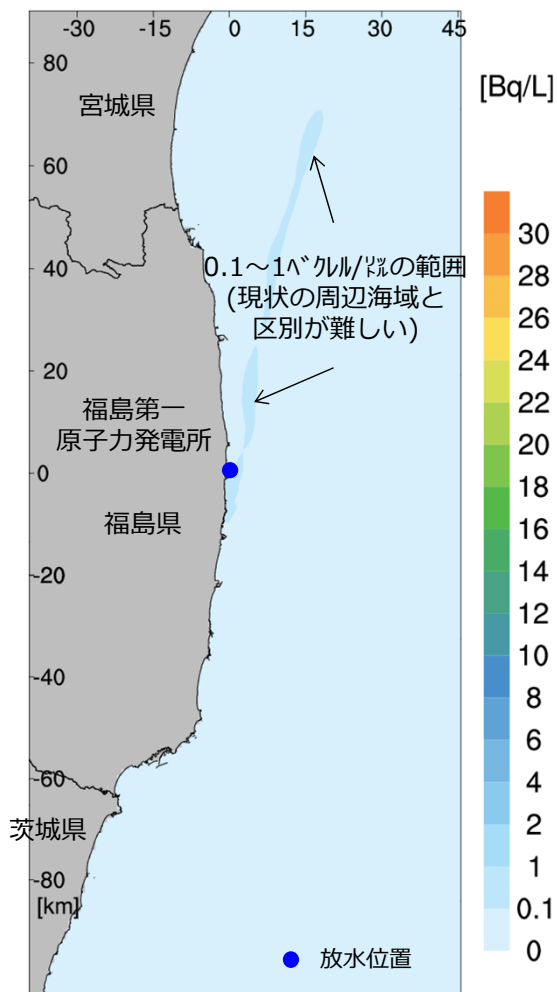 -30 -15 0 15 30 45
80
60
40
20
0
-20
-40
-60
-80
[km]
宮城県
0.1～1ﾍﾞｸﾚﾙ/㍑の範囲
(現状の周辺海域と
区別が難しい)
福島第一
原子力発電所
福島県
茨城県
放水位置
[Bq/L]
30
28
26
24
22
20
18
16
14
12
10
8
6
4
2
1
0.1
0